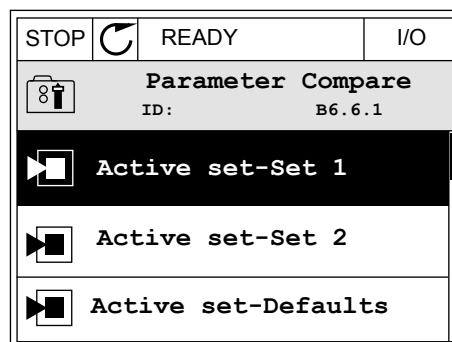 STOP READY I/O
Parameter Compare
ID: B6.6.1
Active set-Set 1
Active set-Set 2
Active set-Defaults